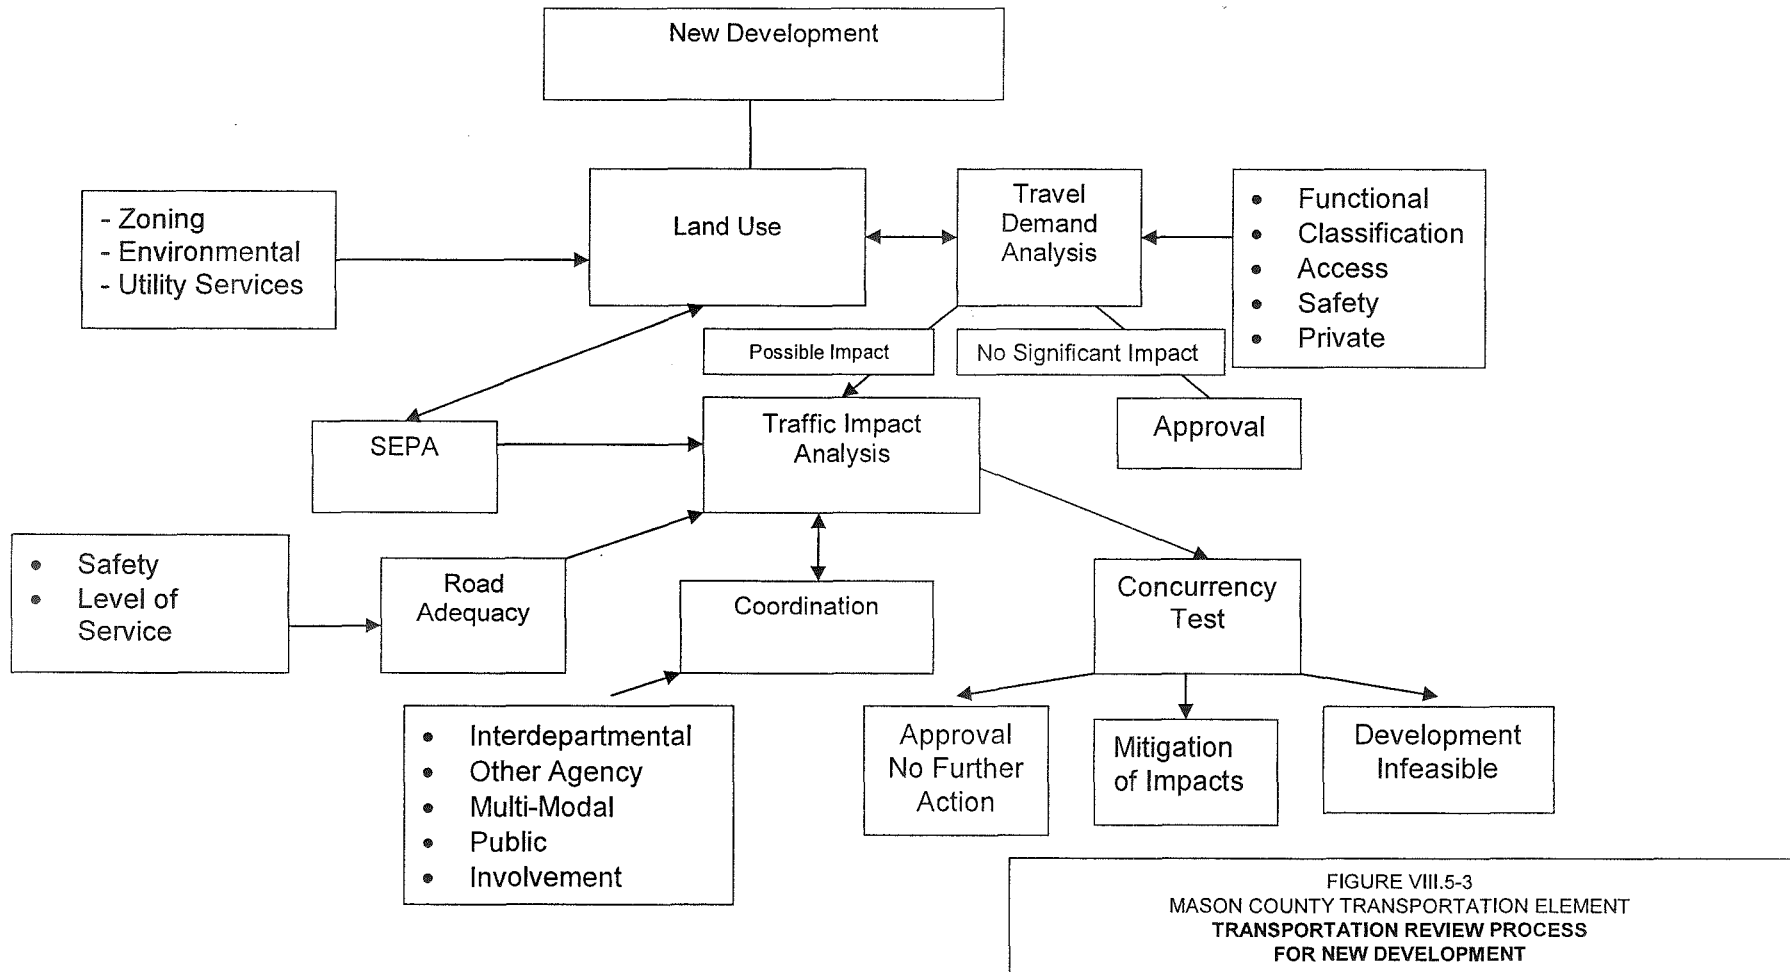 New Development
- Zoning
- Environmental
- Utility Services
Land Use
Travel
Demand
Analysis
• Functional
• Classification
• Access
• Safety
• Private
Possible Impact
No Significant Impact
SEPA
Traffic Impact
Analysis
Approval
• Safety
• Level of
Service
Road
Adequacy
Coordination
Concurrency
Test
• Interdepartmental
• Other Agency
• Multi-Modal
• Public
• Involvement
Approval
No Further
Action
Mitigation
of Impacts
Development
Infeasible
FIGURE VIII.5-3
MASON COUNTY TRANSPORTATION ELEMENT
TRANSPORTATION REVIEW PROCESS
FOR NEW DEVELOPMENT